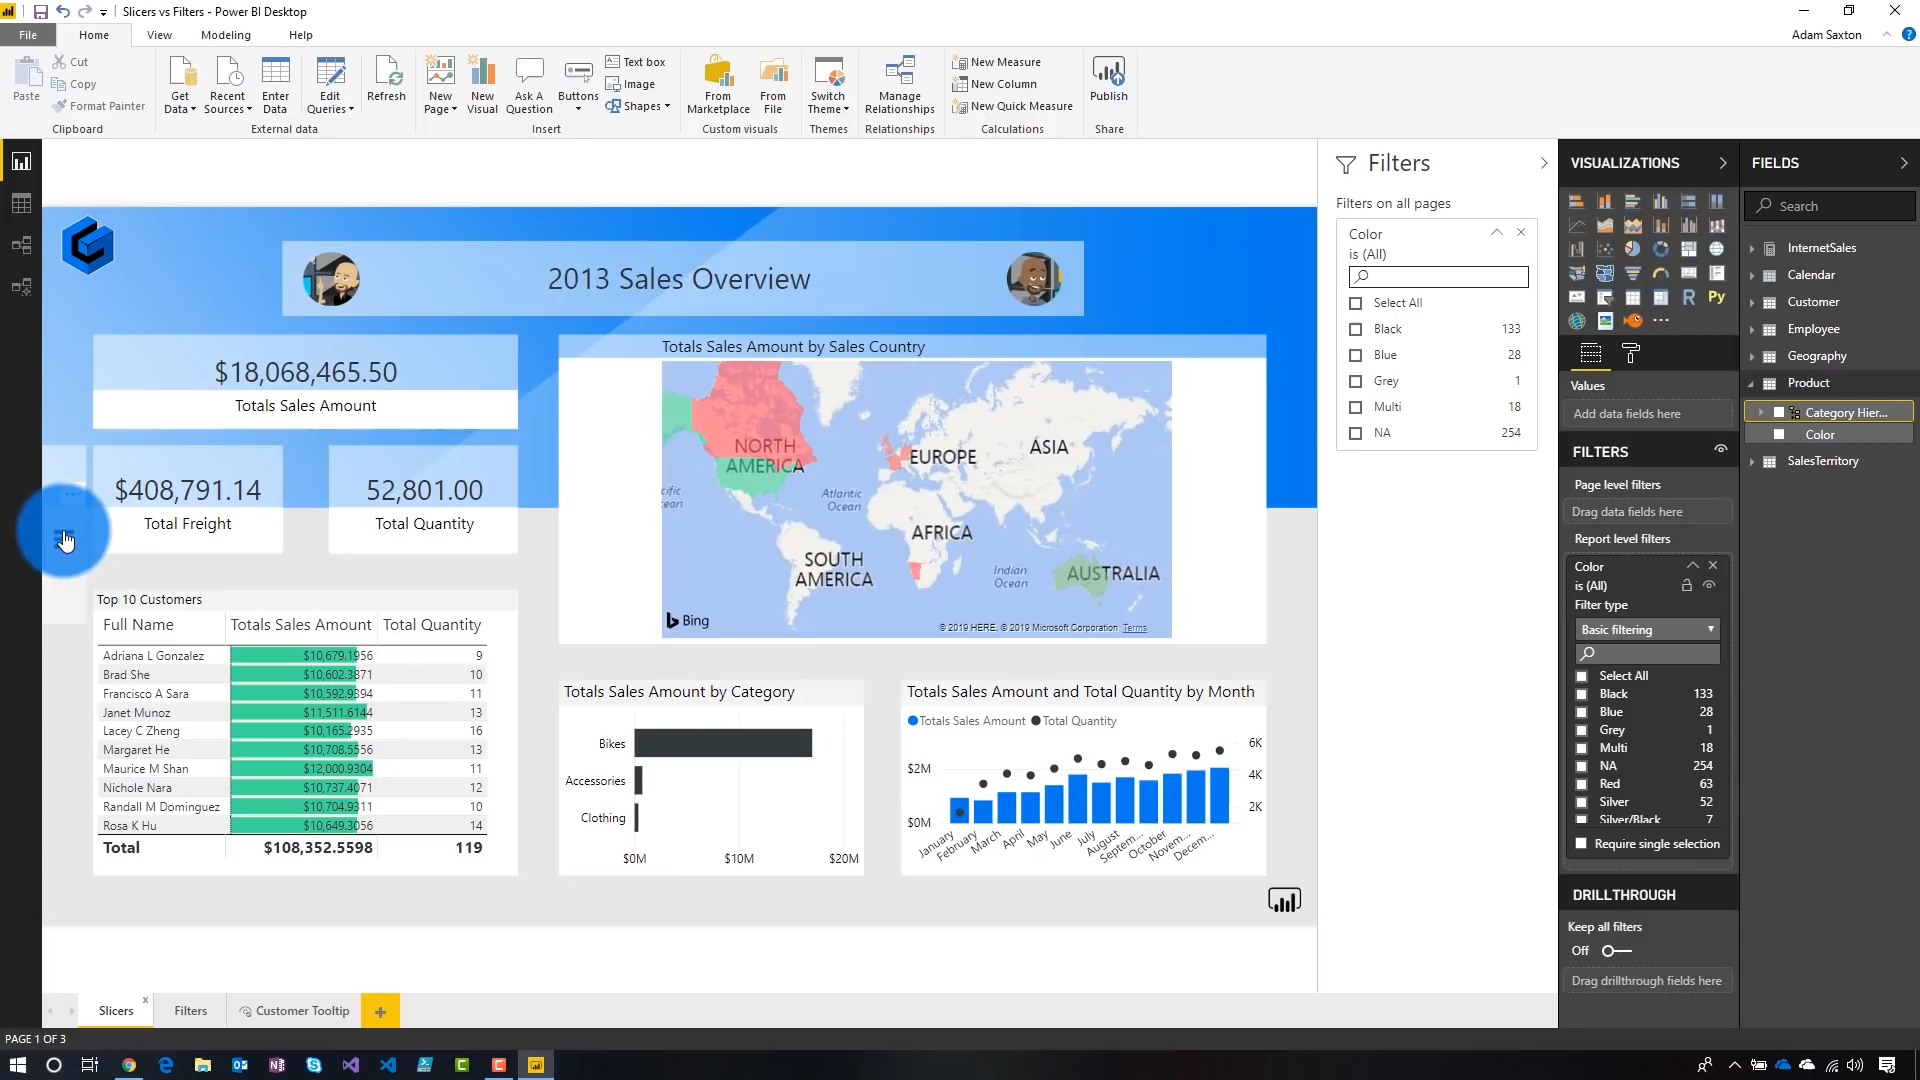 Slicers vs Filters - Power BI Desktop
File Home View Modeling Help Adam Saxton
Cut
Copy
Format Painter
Paste
Clipboard
Get Data
Recent Sources
Enter Data
Edit Queries
Refresh
External data
New Page
New Visual
Ask A Question
Buttons
Text box
Image
Shapes
Insert
From Marketplace
From File
Custom visuals
Switch Theme
Themes
Manage Relationships
Relationships
New Measure
New Column
New Quick Measure
Calculations
Publish
Share
2013 Sales Overview
$18,068,465.50
Totals Sales Amount
$408,791.14
Total Freight
52,801.00
Total Quantity
Top 10 Customers
Full Name Totals Sales Amount Total Quantity
Adriana L Gonzalez $10,679.1956 9
Brad She $10,602.3871 10
Francisco A Sara $10,592.9394 11
Janet Munoz $11,511.6144 13
Lacey C Zheng $10,165.2935 16
Margaret He $10,708.5556 13
Maurice M Shan $12,000.9304 11
Nichole Nara $10,737.4071 12
Randall M Dominguez $10,704.9311 10
Rosa K Hu $10,649.3056 14
Total $108,352.5598 119
Totals Sales Amount by Sales Country
NORTH AMERICA
EUROPE
ASIA
Atlantic Ocean
AFRICA
SOUTH AMERICA
Indian Ocean
AUSTRALIA
cific
cean
Bing
© 2019 HERE, © 2019 Microsoft Corporation Terms
Totals Sales Amount by Category
Bikes
Accessories
Clothing
$0M $10M $20M
Totals Sales Amount and Total Quantity by Month
Totals Sales Amount Total Quantity
$2M
$0M
6K
4K
2K
January February March April May June July August Septem... October Novem... Decem...
Filters
Filters on all pages
Color
is (All)
Select All
Black 133
Blue 28
Grey 1
Multi 18
NA 254
VISUALIZATIONS
R Py
Values
Add data fields here
FILTERS
Page level filters
Drag data fields here
Report level filters
Color
is (All)
Filter type
Basic filtering
Select All
Black 133
Blue 28
Grey 1
Multi 18
NA 254
Red 63
Silver 52
Silver/Black 7
Require single selection
DRILLTHROUGH
Keep all filters
Off
Drag drillthrough fields here
FIELDS
Search
InternetSales
Calendar
Customer
Employee
Geography
Product
Category Hier...
Color
SalesTerritory
Slicers Filters Customer Tooltip
PAGE 1 OF 3